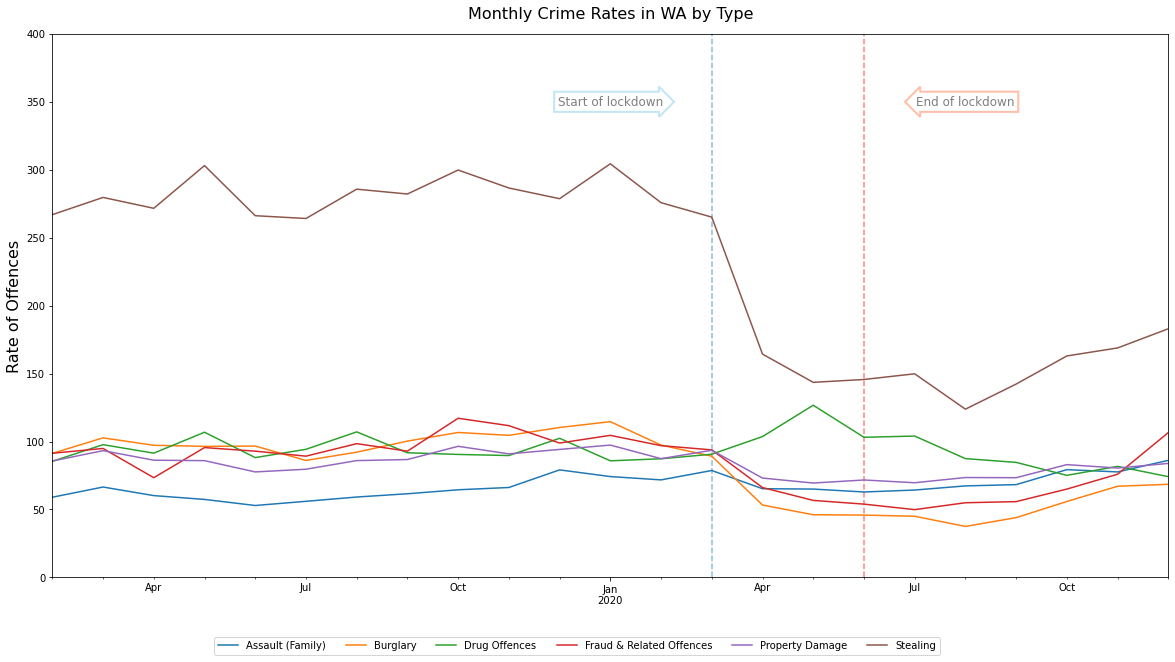 Monthly Crime Rates in WA by Type
400
350
300
250
200
150
100
50
0
Rate of Offences
Start of lockdown
End of lockdown
Apr
Jul
Oct
Jan
2020
Apr
Jul
Oct
Assault (Family)
Burglary
Drug Offences
Fraud & Related Offences
Property Damage
Stealing